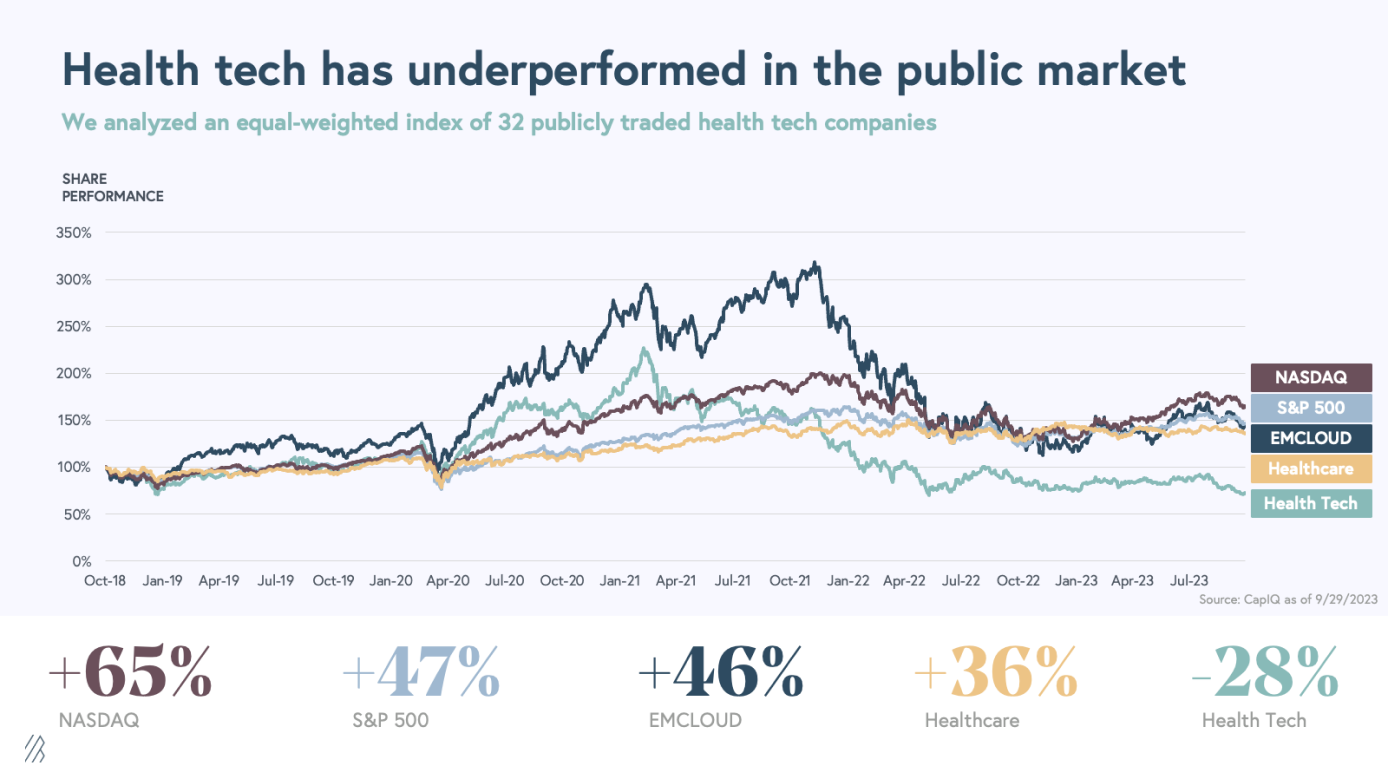 Health tech has underperformed in the public market
We analyzed an equal-weighted index of 32 publicly traded health tech companies
SHARE
PERFORMANCE
350%
300%
250%
200%
150%
100%
50%
0%
Oct-18 Jan-19 Apr-19 Jul-19 Oct-19 Jan-20 Apr-20 Jul-20 Oct-20 Jan-21 Apr-21 Jul-21 Oct-21 Jan-22 Apr-22 Jul-22 Oct-22 Jan-23 Apr-23 Jul-23
NASDAQ
S&P 500
EMCLOUD
Healthcare
Health Tech
Source: CapIQ as of 9/29/2023
+65% +47% +46% +36% -28%
NASDAQ S&P 500 EMCLOUD Healthcare Health Tech